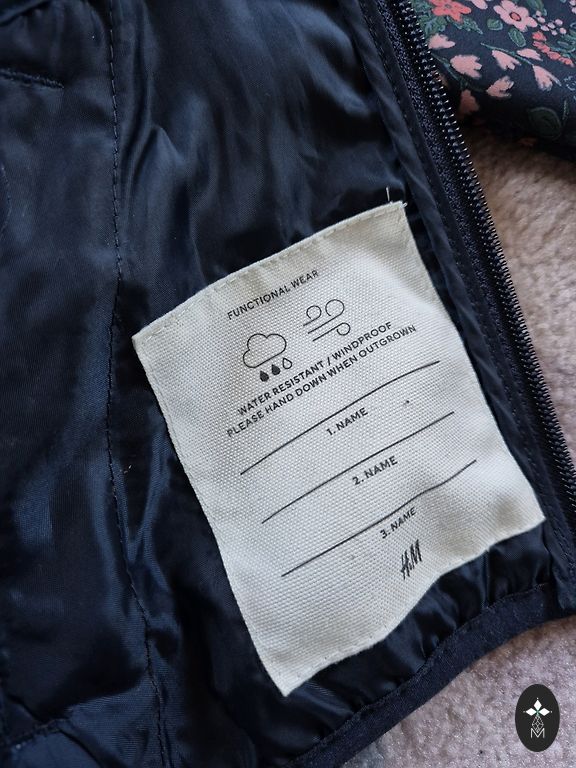 FUNCTIONAL WEAR
WATER RESISTANT / WINDPROOF
PLEASE HAND DOWN WHEN OUTGROWN
1. NAME
2. NAME
3. NAME
H&M
M